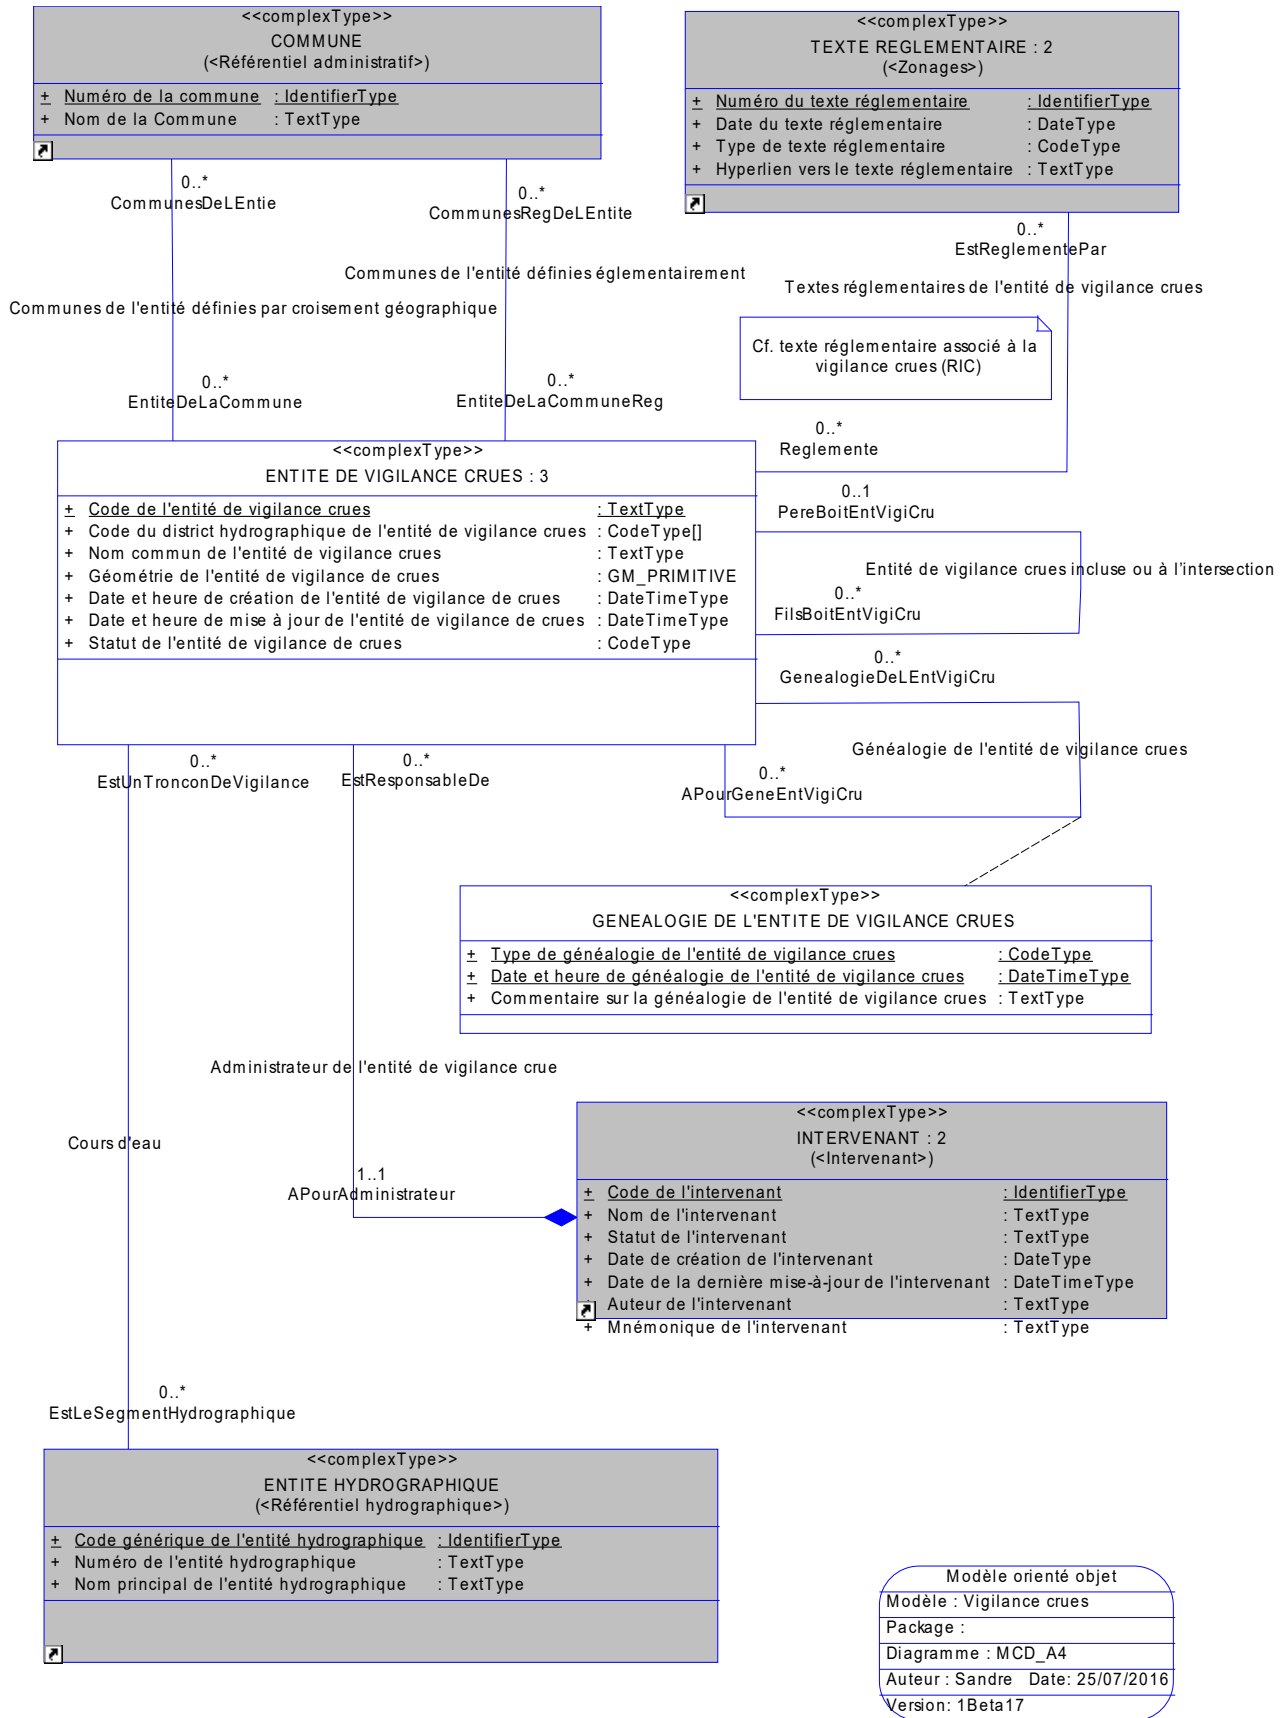 <<complexType>>
COMMUNE
(<Référentiel administratif>)
+ Numéro de la commune : IdentifierType
+ Nom de la Commune : TextType
<<complexType>>
TEXTE REGLEMENTAIRE : 2
(<Zonages>)
+ Numéro du texte réglementaire : IdentifierType
+ Date du texte réglementaire : DateType
+ Type de texte réglementaire : CodeType
+ Hyperlien vers le texte réglementaire : TextType
0..*
CommunesDeLEntie
0..*
CommunesRegDeLEntite
0..*
EstReglementePar
Communes de l'entité définies églementairement
Textes réglementaires de l'entité de vigilance crues
Communes de l'entité définies par croisement géographique
Cf. texte réglementaire associé à la
vigilance crues (RIC)
0..*
EntiteDeLaCommune
0..*
EntiteDeLaCommuneReg
0..*
Reglemente
<<complexType>>
ENTITE DE VIGILANCE CRUES : 3
+ Code de l'entité de vigilance crues : TextType
+ Code du district hydrographique de l'entité de vigilance crues : CodeType[]
+ Nom commun de l'entité de vigilance crues : TextType
+ Géométrie de l'entité de vigilance de crues : GM_PRIMITIVE
+ Date et heure de création de l'entité de vigilance de crues : DateTimeType
+ Date et heure de mise à jour de l'entité de vigilance de crues : DateTimeType
+ Statut de l'entité de vigilance de crues : CodeType
0..1
PereBoitEntVigiCru
Entité de vigilance crues incluse ou à l'intersection
0..*
FilsBoitEntVigiCru
0..*
GenealogieDeLEntVigiCru
Généalogie de l'entité de vigilance crues
0..*
APourGeneEntVigiCru
0..*
EstUnTronconDeVigilance
0..*
EstResponsableDe
<<complexType>>
GENEALOGIE DE L'ENTITE DE VIGILANCE CRUES
+ Type de généalogie de l'entité de vigilance crues : CodeType
+ Date et heure de généalogie de l'entité de vigilance crues : DateTimeType
+ Commentaire sur la généalogie de l'entité de vigilance crues : TextType
Administrateur de l'entité de vigilance crue
Cours d'eau
1..1
APourAdministrateur
<<complexType>>
INTERVENANT : 2
(<Intervenant>)
+ Code de l'intervenant : IdentifierType
+ Nom de l'intervenant : TextType
+ Statut de l'intervenant : TextType
+ Date de création de l'intervenant : DateType
+ Date de la dernière mise-à-jour de l'intervenant : DateTimeType
+ Auteur de l'intervenant : TextType
+ Mnémonique de l'intervenant : TextType
0..*
EstLeSegmentHydrographique
<<complexType>>
ENTITE HYDROGRAPHIQUE
(<Référentiel hydrographique>)
+ Code générique de l'entité hydrographique : IdentifierType
+ Numéro de l'entité hydrographique : TextType
+ Nom principal de l'entité hydrographique : TextType
Modèle orienté objet
Modèle : Vigilance crues
Package :
Diagramme : MCD_A4
Auteur : Sandre Date: 25/07/2016
Version: 1Beta17